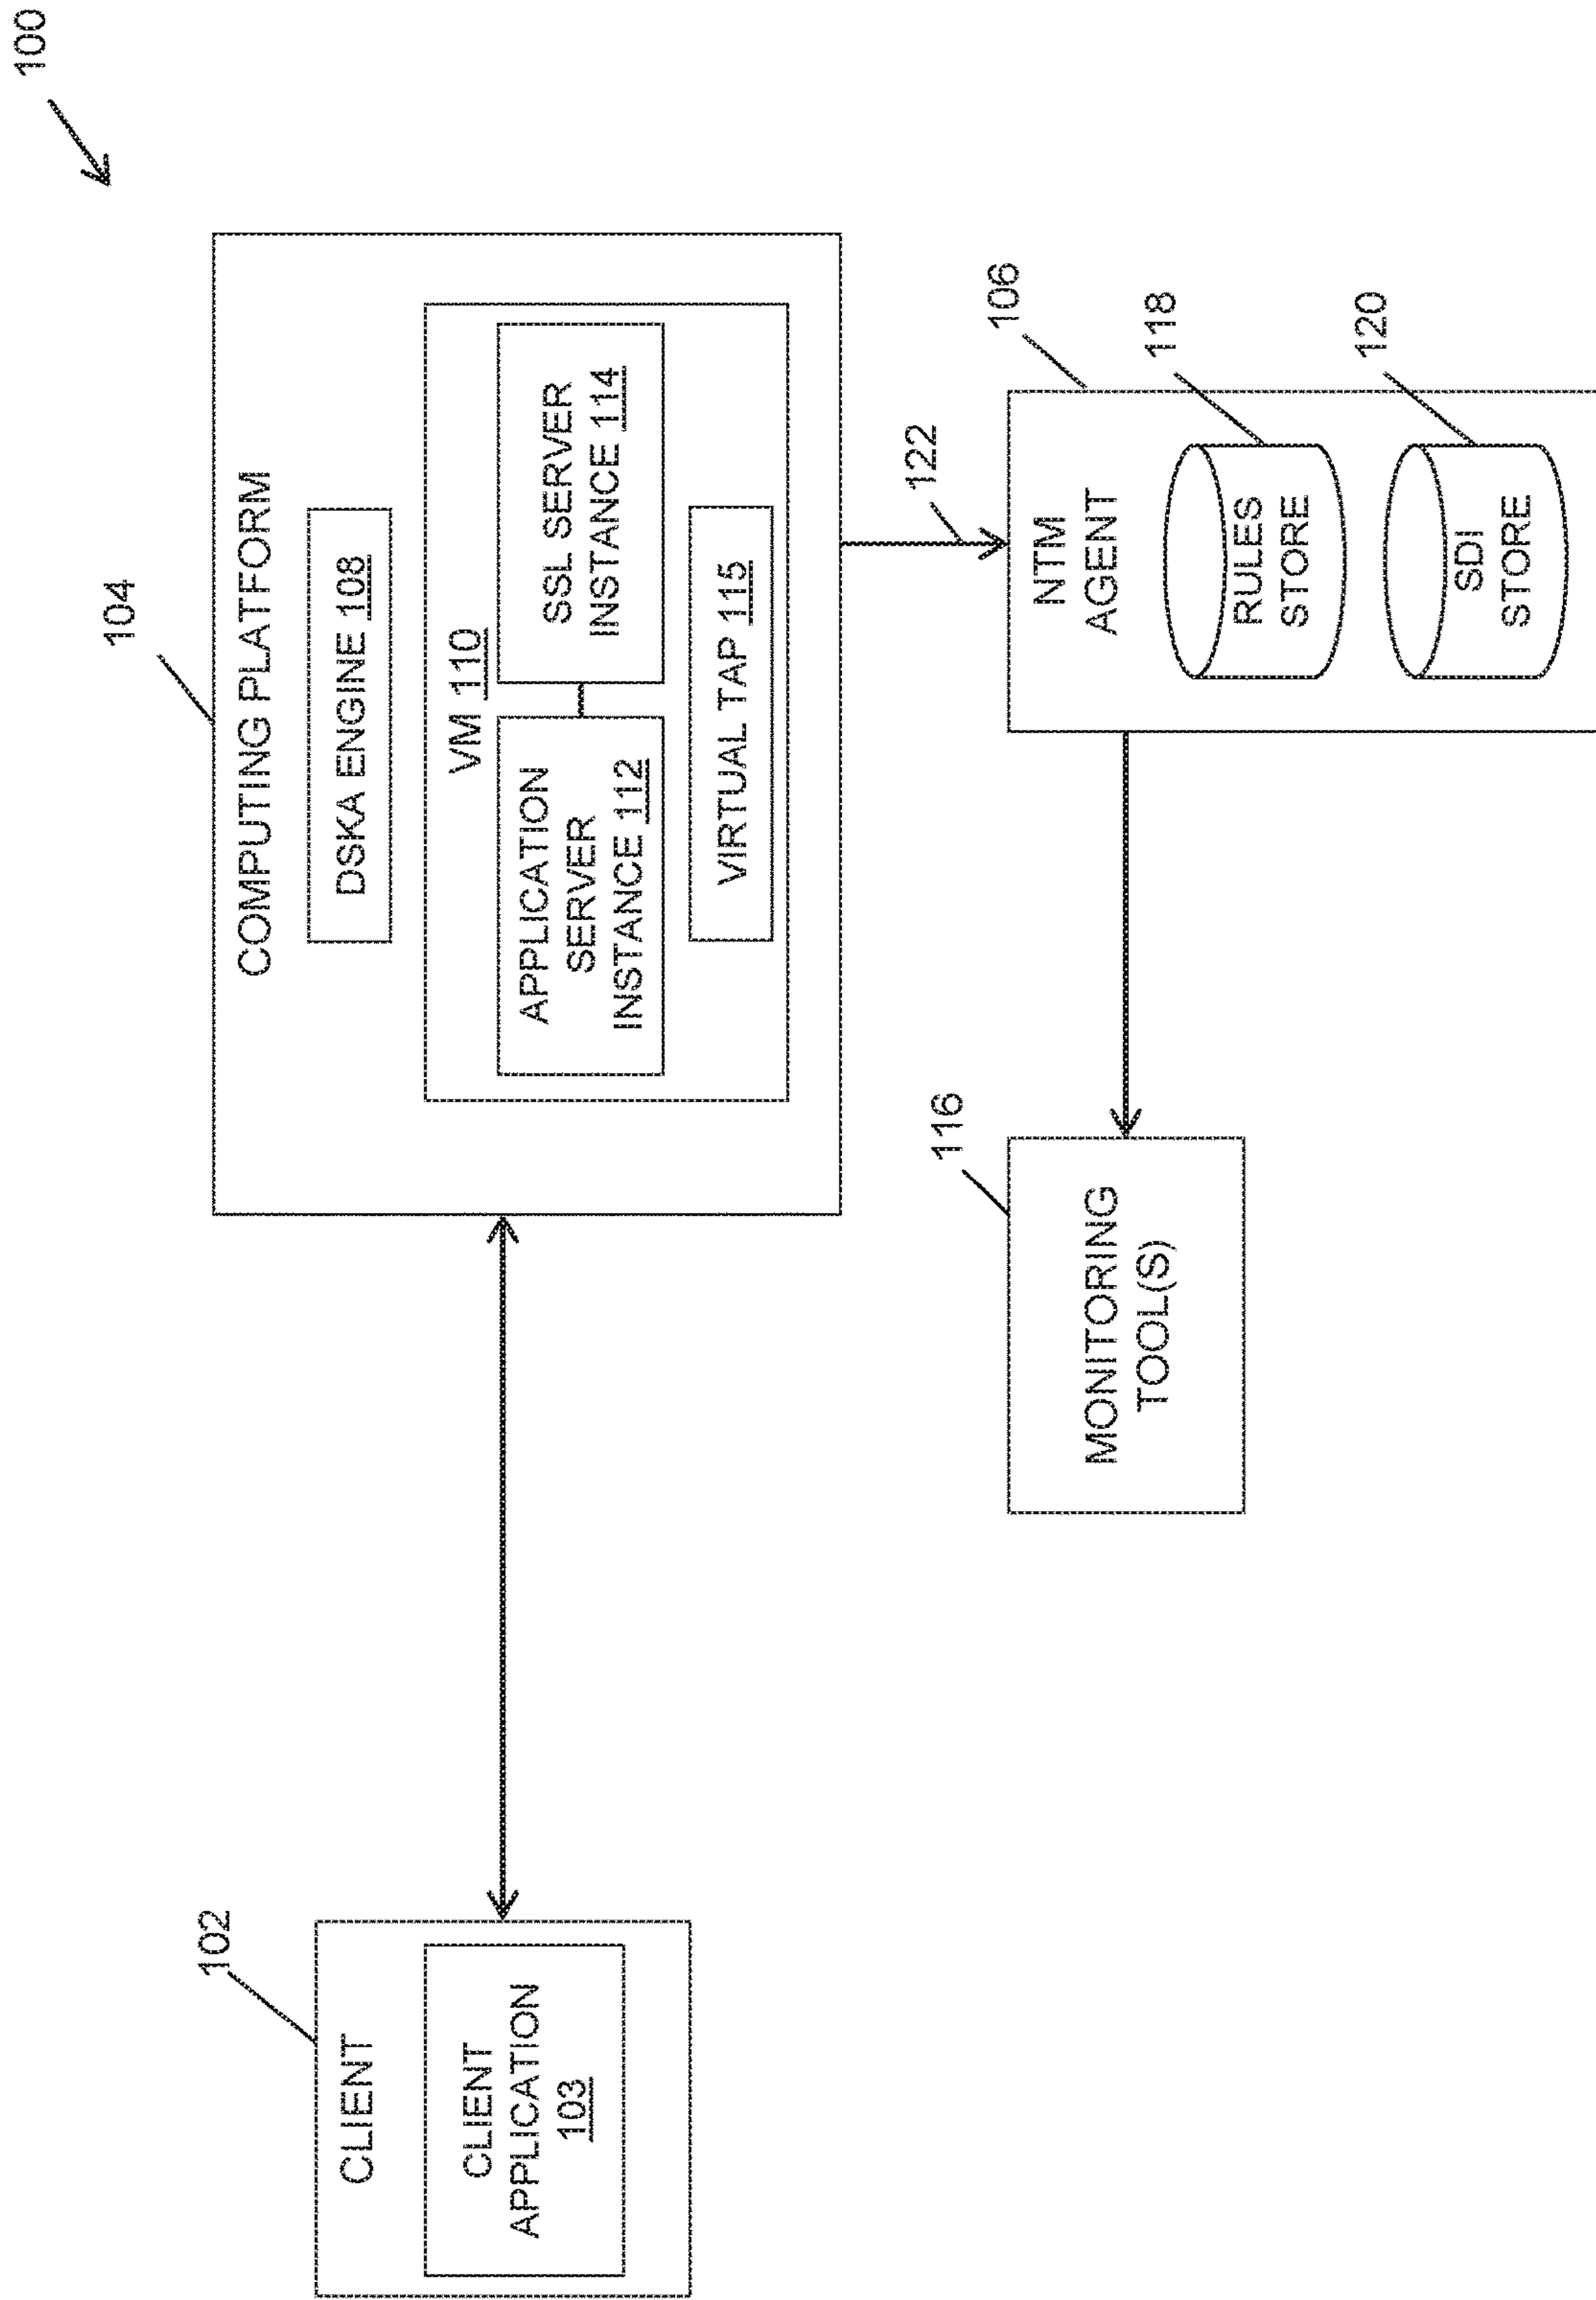 100
104
COMPUTING PLATFORM
DSKA ENGINE 108
VM 110
APPLICATION
SERVER
INSTANCE 112
SSL SERVER
INSTANCE 114
VIRTUAL TAP 115
102
CLIENT
CLIENT
APPLICATION
103
122
116
MONITORING
TOOL(S)
106
NTM
AGENT
118
RULES
STORE
120
SDI
STORE